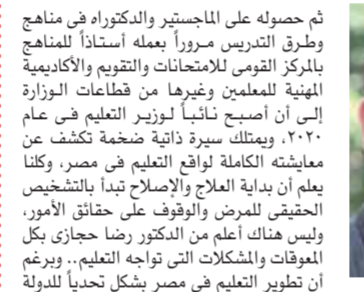 ثم حصوله على الماجستير والدكتوراه فى مناهج
وطرق التدريس مروراً بعمله أستاذاً للمناهج
بالمركز القومى للامتحانات والتقويم والأكاديمية
المهنية للمعلمين وغيرها من قطاعات الوزارة
إلى أن أصبح نائباً لوزير التعليم فى عام
٢٠٢٠، ويمتلك سيرة ذاتية ضخمة تكشف عن
معايشته الكاملة لواقع التعليم فى مصر، وكلنا
يعلم أن بداية العلاج والإصلاح تبدأ بالتشخيص
الحقيقى للمرض والوقوف على حقائق الأمور،
وليس هناك أعلم من الدكتور رضا حجازى بكل
المعوقات والمشكلات التى تواجه التعليم.. وبرغم
أن تطوير التعليم فى مصر يشكل تحدياً للدولة